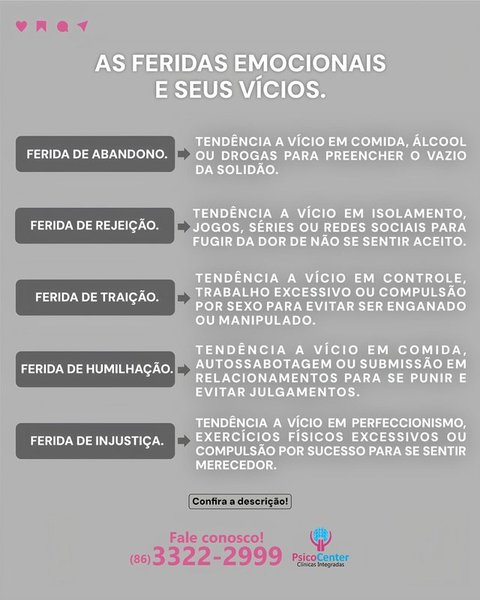 AS FERIDAS EMOCIONAIS
E SEUS VÍCIOS.
FERIDA DE ABANDONO.
TENDÊNCIA A VÍCIO EM COMIDA, ÁLCOOL
OU DROGAS PARA PREENCHER O VAZIO
DA SOLIDÃO.
FERIDA DE REJEIÇÃO.
TENDÊNCIA A VÍCIO EM ISOLAMENTO,
JOGOS, SÉRIES OU REDES SOCIAIS PARA
FUGIR DA DOR DE NÃO SE SENTIR ACEITO.
FERIDA DE TRAIÇÃO.
TENDÊNCIA A VÍCIO EM CONTROLE,
TRABALHO EXCESSIVO OU COMPULSÃO
POR SEXO PARA EVITAR SER ENGANADO
OU MANIPULADO.
FERIDA DE HUMILHAÇÃO.
TENDÊNCIA A VÍCIO EM COMIDA,
AUTOSSABOTAGEM OU SUBMISSÃO EM
RELACIONAMENTOS PARA SE PUNIR E
EVITAR JULGAMENTOS.
FERIDA DE INJUSTIÇA.
TENDÊNCIA A VÍCIO EM PERFECCIONISMO,
EXERCÍCIOS FÍSICOS EXCESSIVOS OU
COMPULSÃO POR SUCESSO PARA SE SENTIR
MERECEDOR.
Confira a descrição!
Fale conosco!
(86) 3322-2999
PsicoCenter
Clínicas Integradas